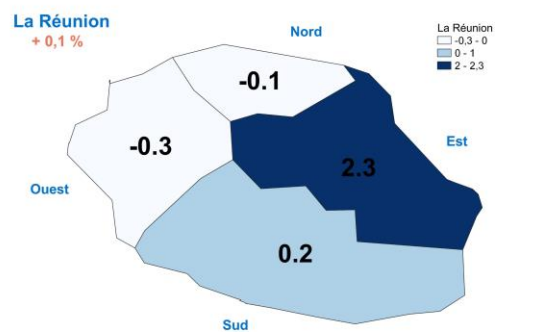 La Réunion
+ 0,1 %
Nord
La Réunion
-0,3 - 0
0 - 1
2 - 2,3
-0.1
-0.3
Est
2.3
Ouest
0.2
Sud